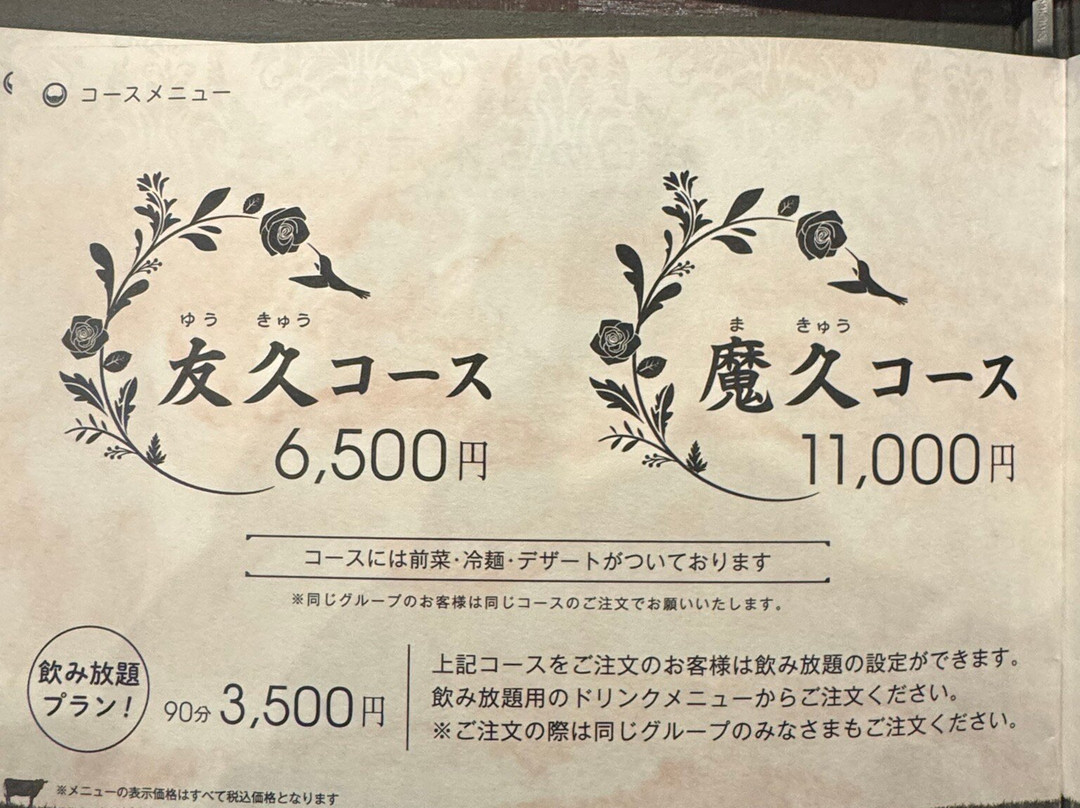 コースメニュー
ゆう きゅう
友久コース
6,500円
ま きゅう
魔久コース
11,000円
コースには前菜・冷麺・デザートがついております
※同じグループのお客様は同じコースのご注文でお願いいたします。
飲み放題
プラン!
90分 3,500円
上記コースをご注文のお客様は飲み放題の設定ができます。
飲み放題用のドリンクメニューからご注文ください。
※ご注文の際は同じグループのみなさまもご注文ください。
※メニューの表示価格はすべて税込価格となります